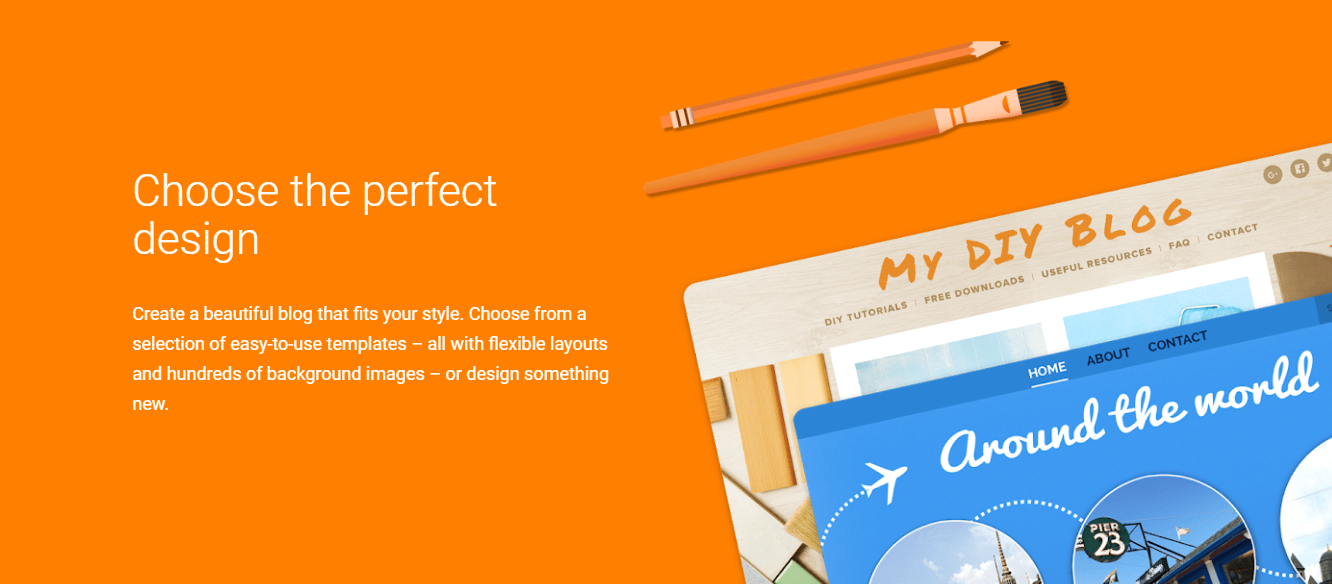 Choose the perfect
design
Create a beautiful blog that fits your style. Choose from a
selection of easy-to-use templates – all with flexible layouts
and hundreds of background images – or design something
new.
My DIY Blog
DIY TUTORIALS | FREE DOWNLOADS | USEFUL RESOURCES | FAQ | CONTACT
HOME ABOUT CONTACT
Around the world
PIER
23